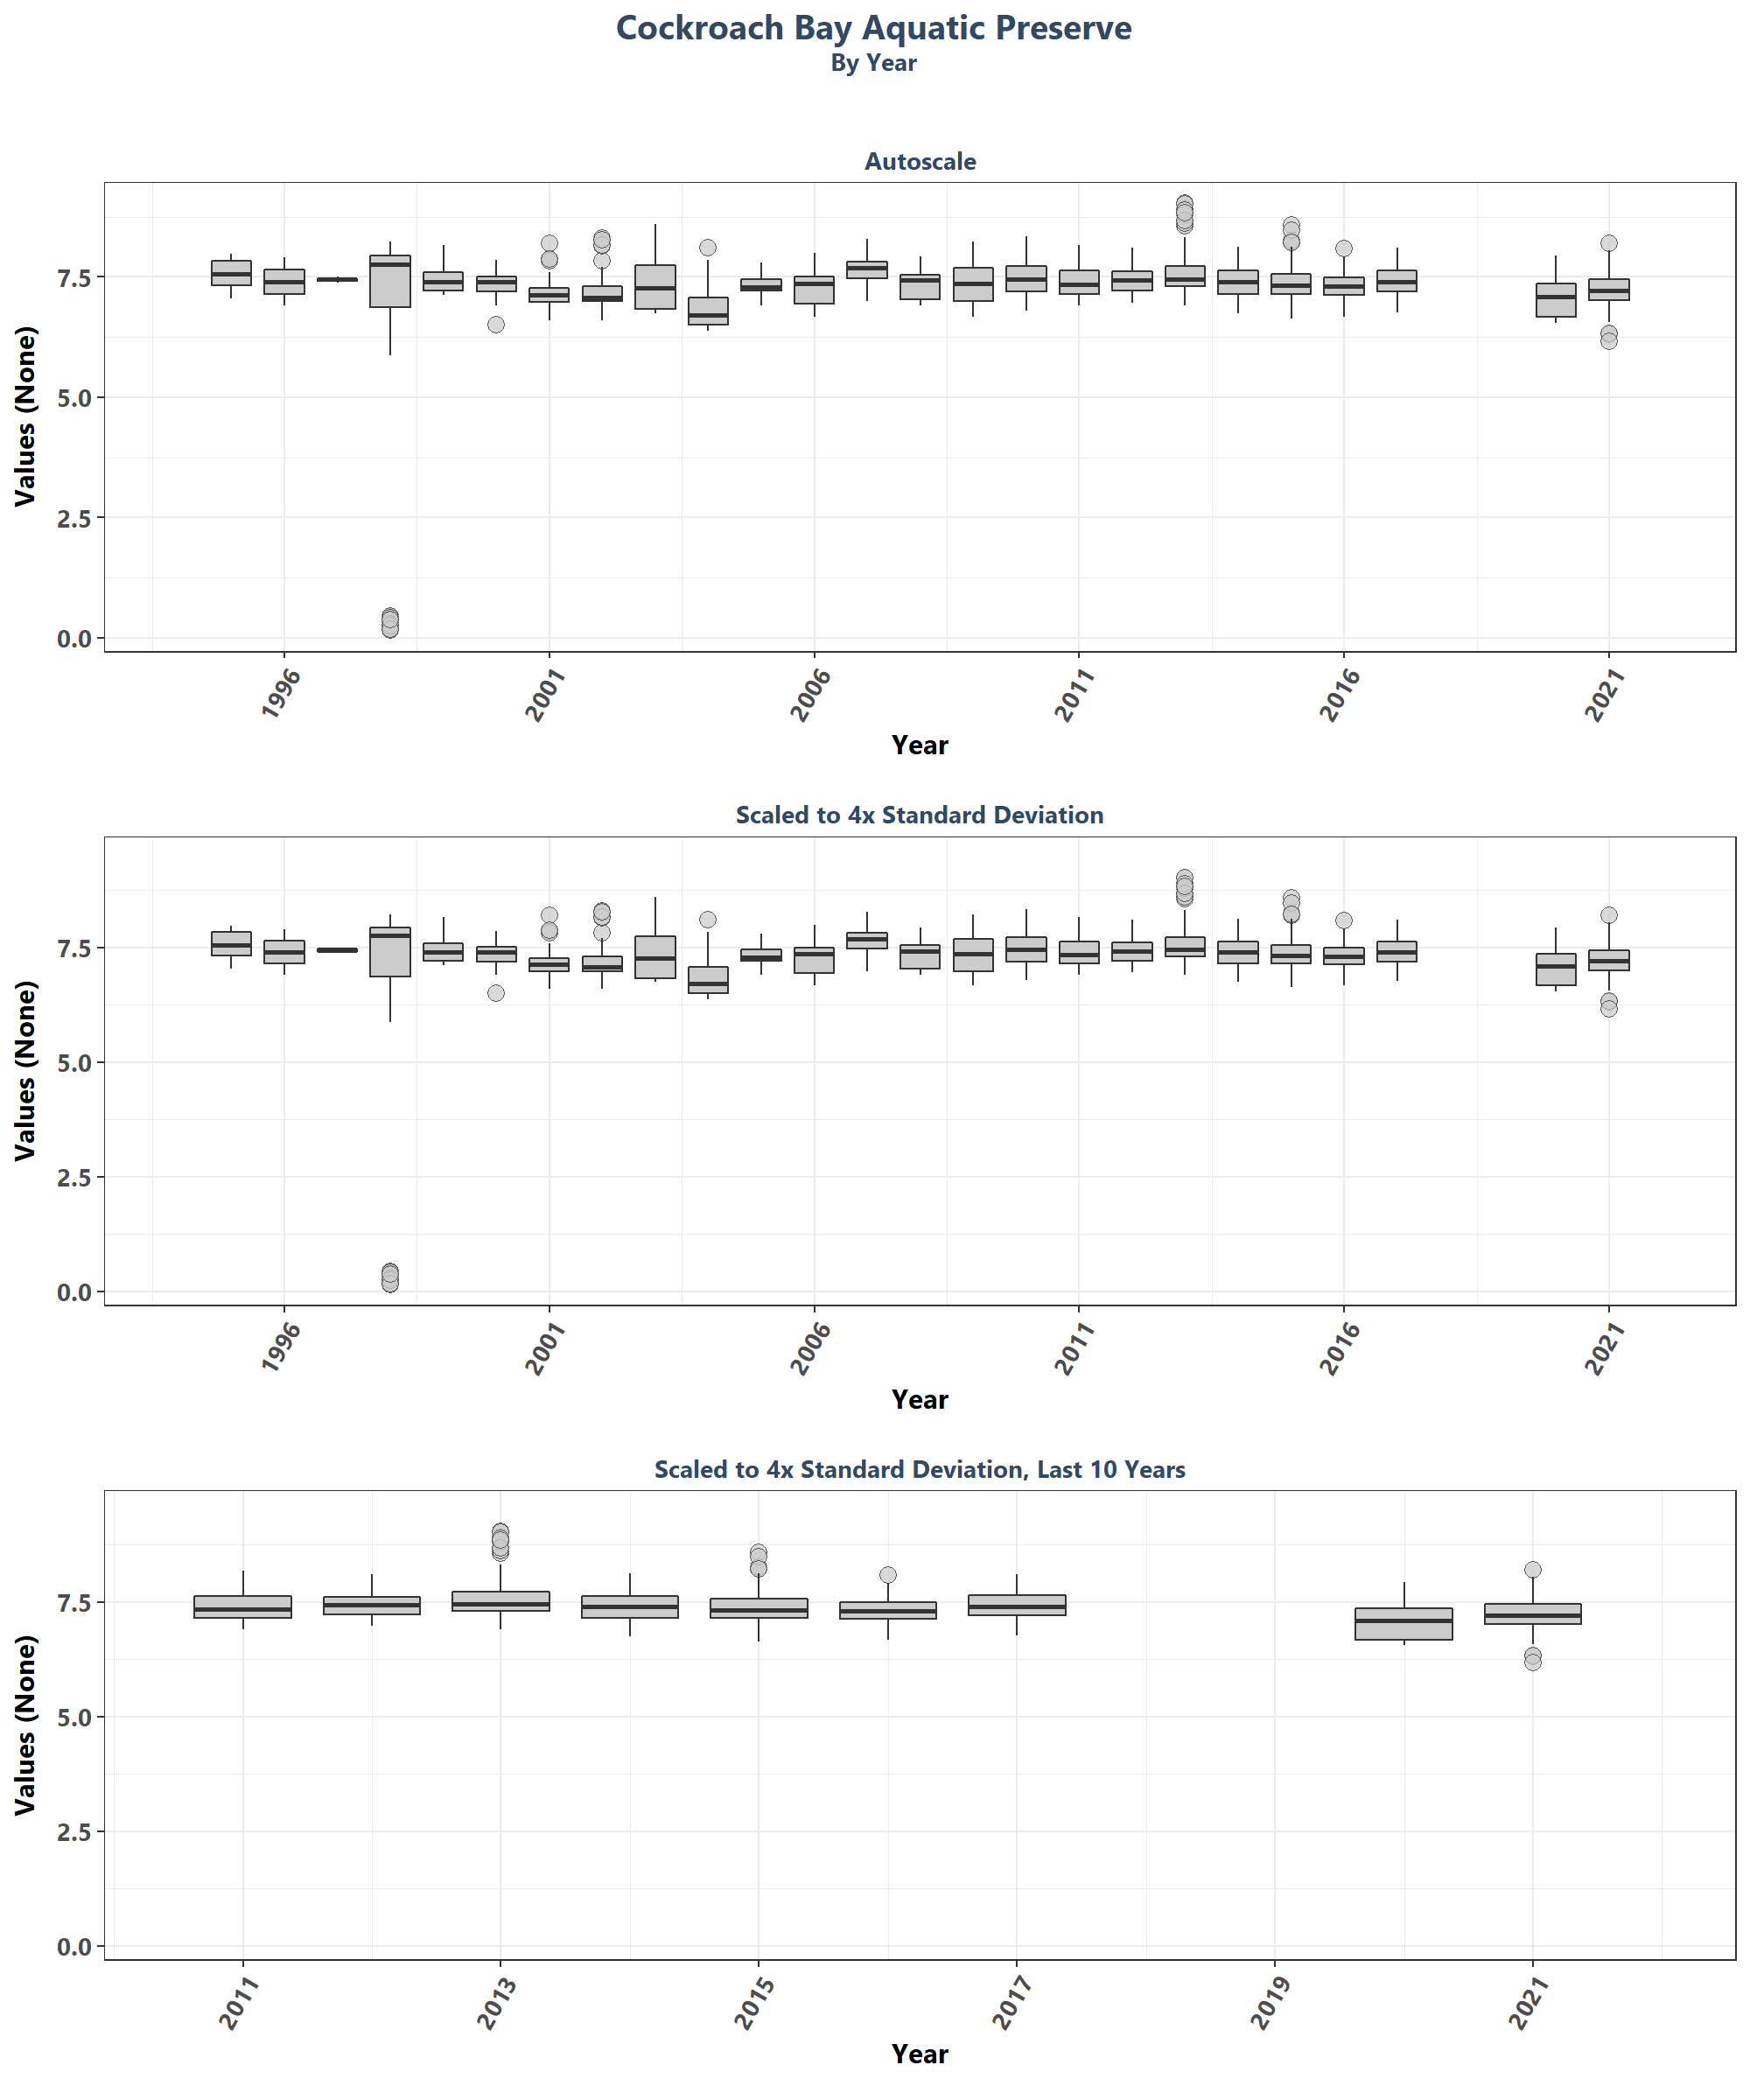 Cockroach Bay Aquatic Preserve
By Year
Autoscale
Values (None)
7.5
5.0
2.5
0.0
1996 2001 2006 2011 2016 2021
Year
Scaled to 4x Standard Deviation
Values (None)
7.5
5.0
2.5
0.0
1996 2001 2006 2011 2016 2021
Year
Scaled to 4x Standard Deviation, Last 10 Years
Values (None)
7.5
5.0
2.5
0.0
2011 2013 2015 2017 2019 2021
Year